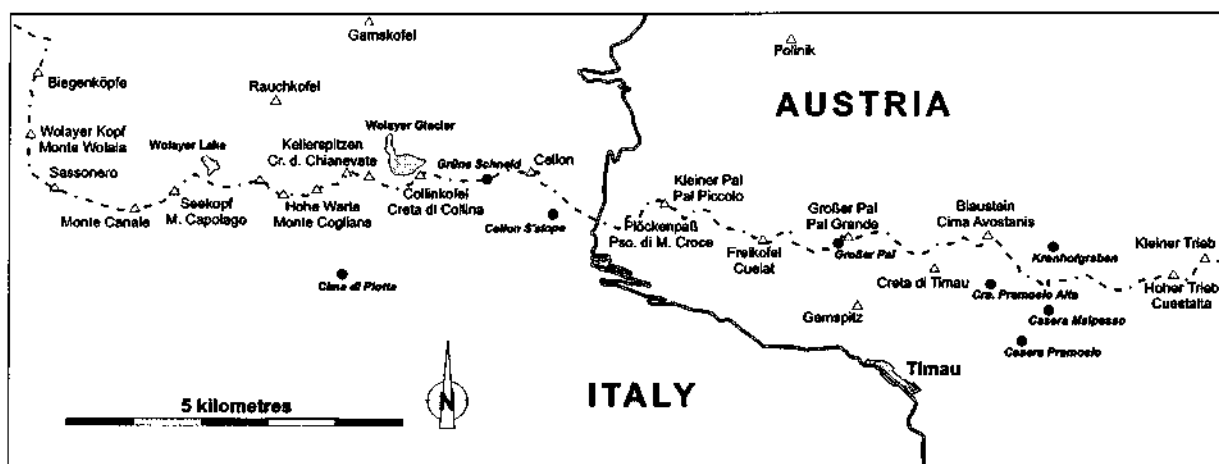 Gamskofel
Polinik
Biegenköpfe
Rauchkofel
AUSTRIA
Wolayer Kopf
Monte Wolaia
Wolayer Lake
Kellerspitzen
Cr. d. Chianevate
Wolayer Glacier
Grüne Schneid
Cellon
Sassonero
Monte Canale
Seekopf
M. Capolago
Hohe Warte
Monte Coglians
Collinkofel
Creta di Collina
Cellon S'slope
Kleiner Pal
Pal Piccolo
Plöckenpaß
Pso. di M. Croce
Freikofel
Cuelat
Großer Pal
Pal Grande
Großer Pal
Blaustein
Cima Avostanis
Creta di Timau
Kronhofgraben
Kleiner Trieb
Hoher Trieb
Cuestalta
Cra. Promosio Alta
Casera Malpasso
Casera Promosio
Cima di Plotta
Gamspitz
Timau
ITALY
N
5 kilometres